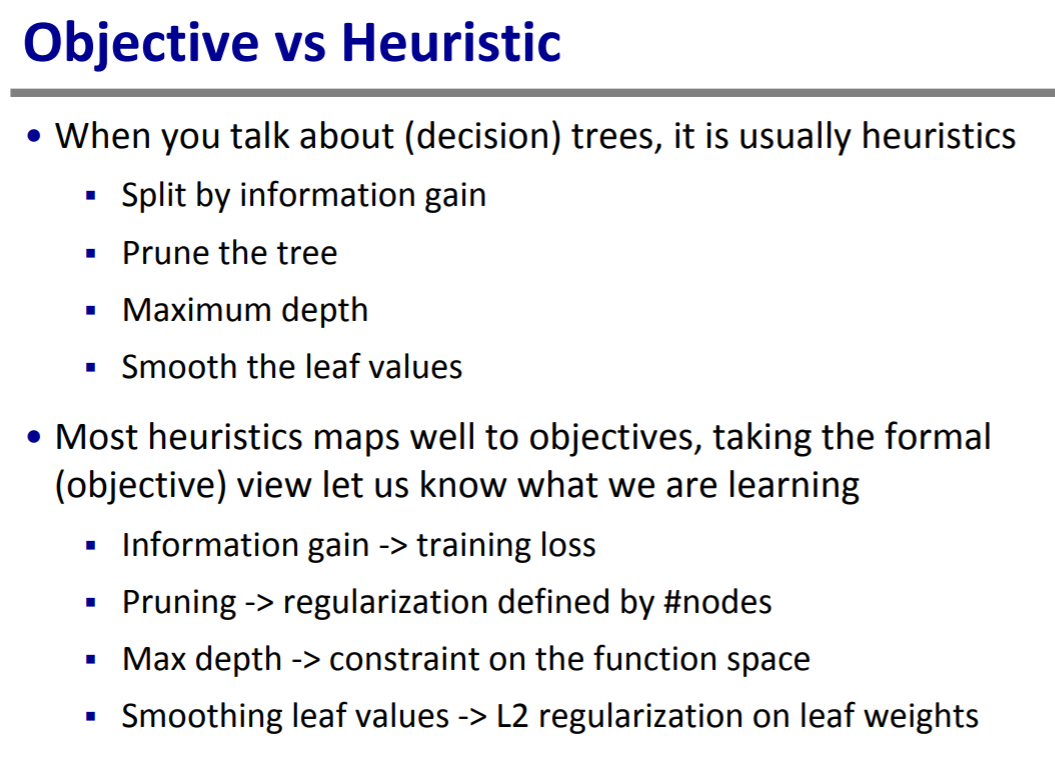 Objective vs Heuristic
• When you talk about (decision) trees, it is usually heuristics
▪ Split by information gain
▪ Prune the tree
▪ Maximum depth
▪ Smooth the leaf values
• Most heuristics maps well to objectives, taking the formal
(objective) view let us know what we are learning
▪ Information gain -> training loss
▪ Pruning -> regularization defined by #nodes
▪ Max depth -> constraint on the function space
▪ Smoothing leaf values -> L2 regularization on leaf weights